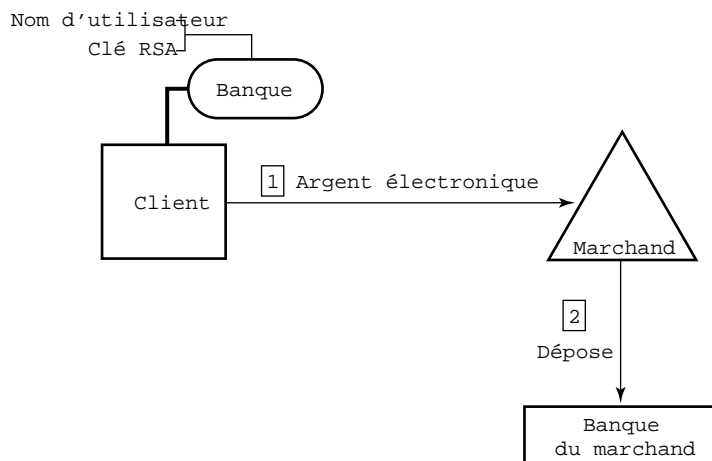 Nom d'utilisateur
Clé RSA
Banque
Client
1 Argent électronique
Marchand
2
Dépose
Banque
du marchand